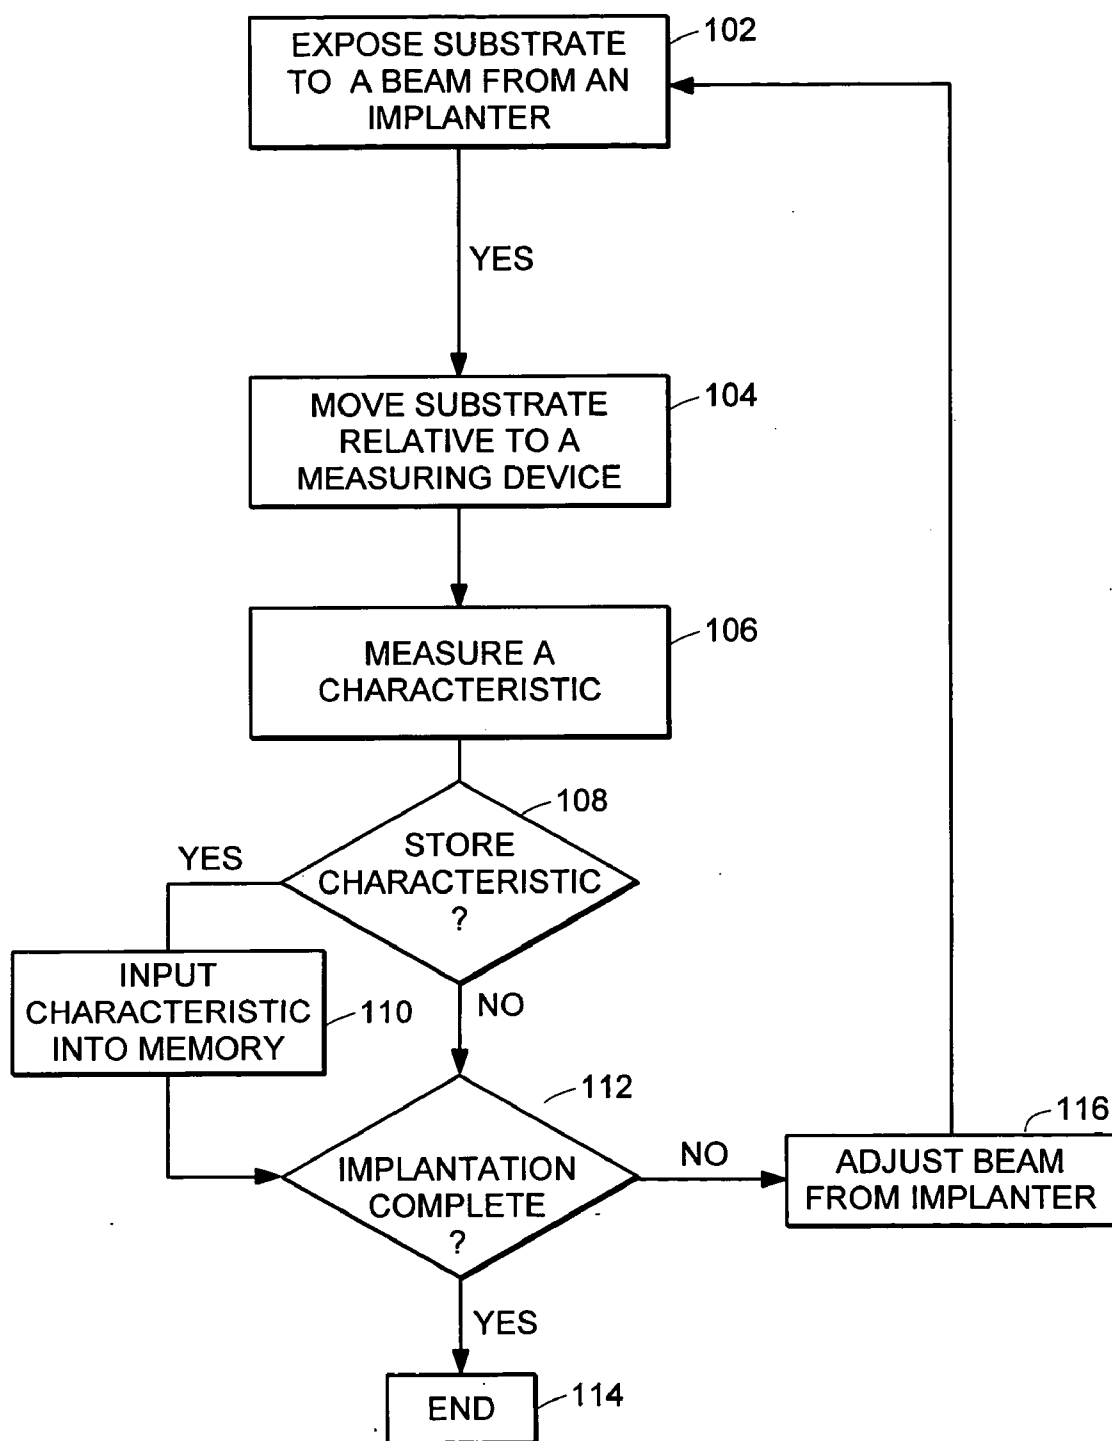 EXPOSE SUBSTRATE
TO A BEAM FROM AN
IMPLANTER
102
YES
MOVE SUBSTRATE
RELATIVE TO A
MEASURING DEVICE
104
MEASURE A
CHARACTERISTIC
106
STORE
CHARACTERISTIC
?
108
YES
INPUT
CHARACTERISTIC
INTO MEMORY
110
NO
IMPLANTATION
COMPLETE
?
112
NO
ADJUST BEAM
FROM IMPLANTER
116
YES
END
114